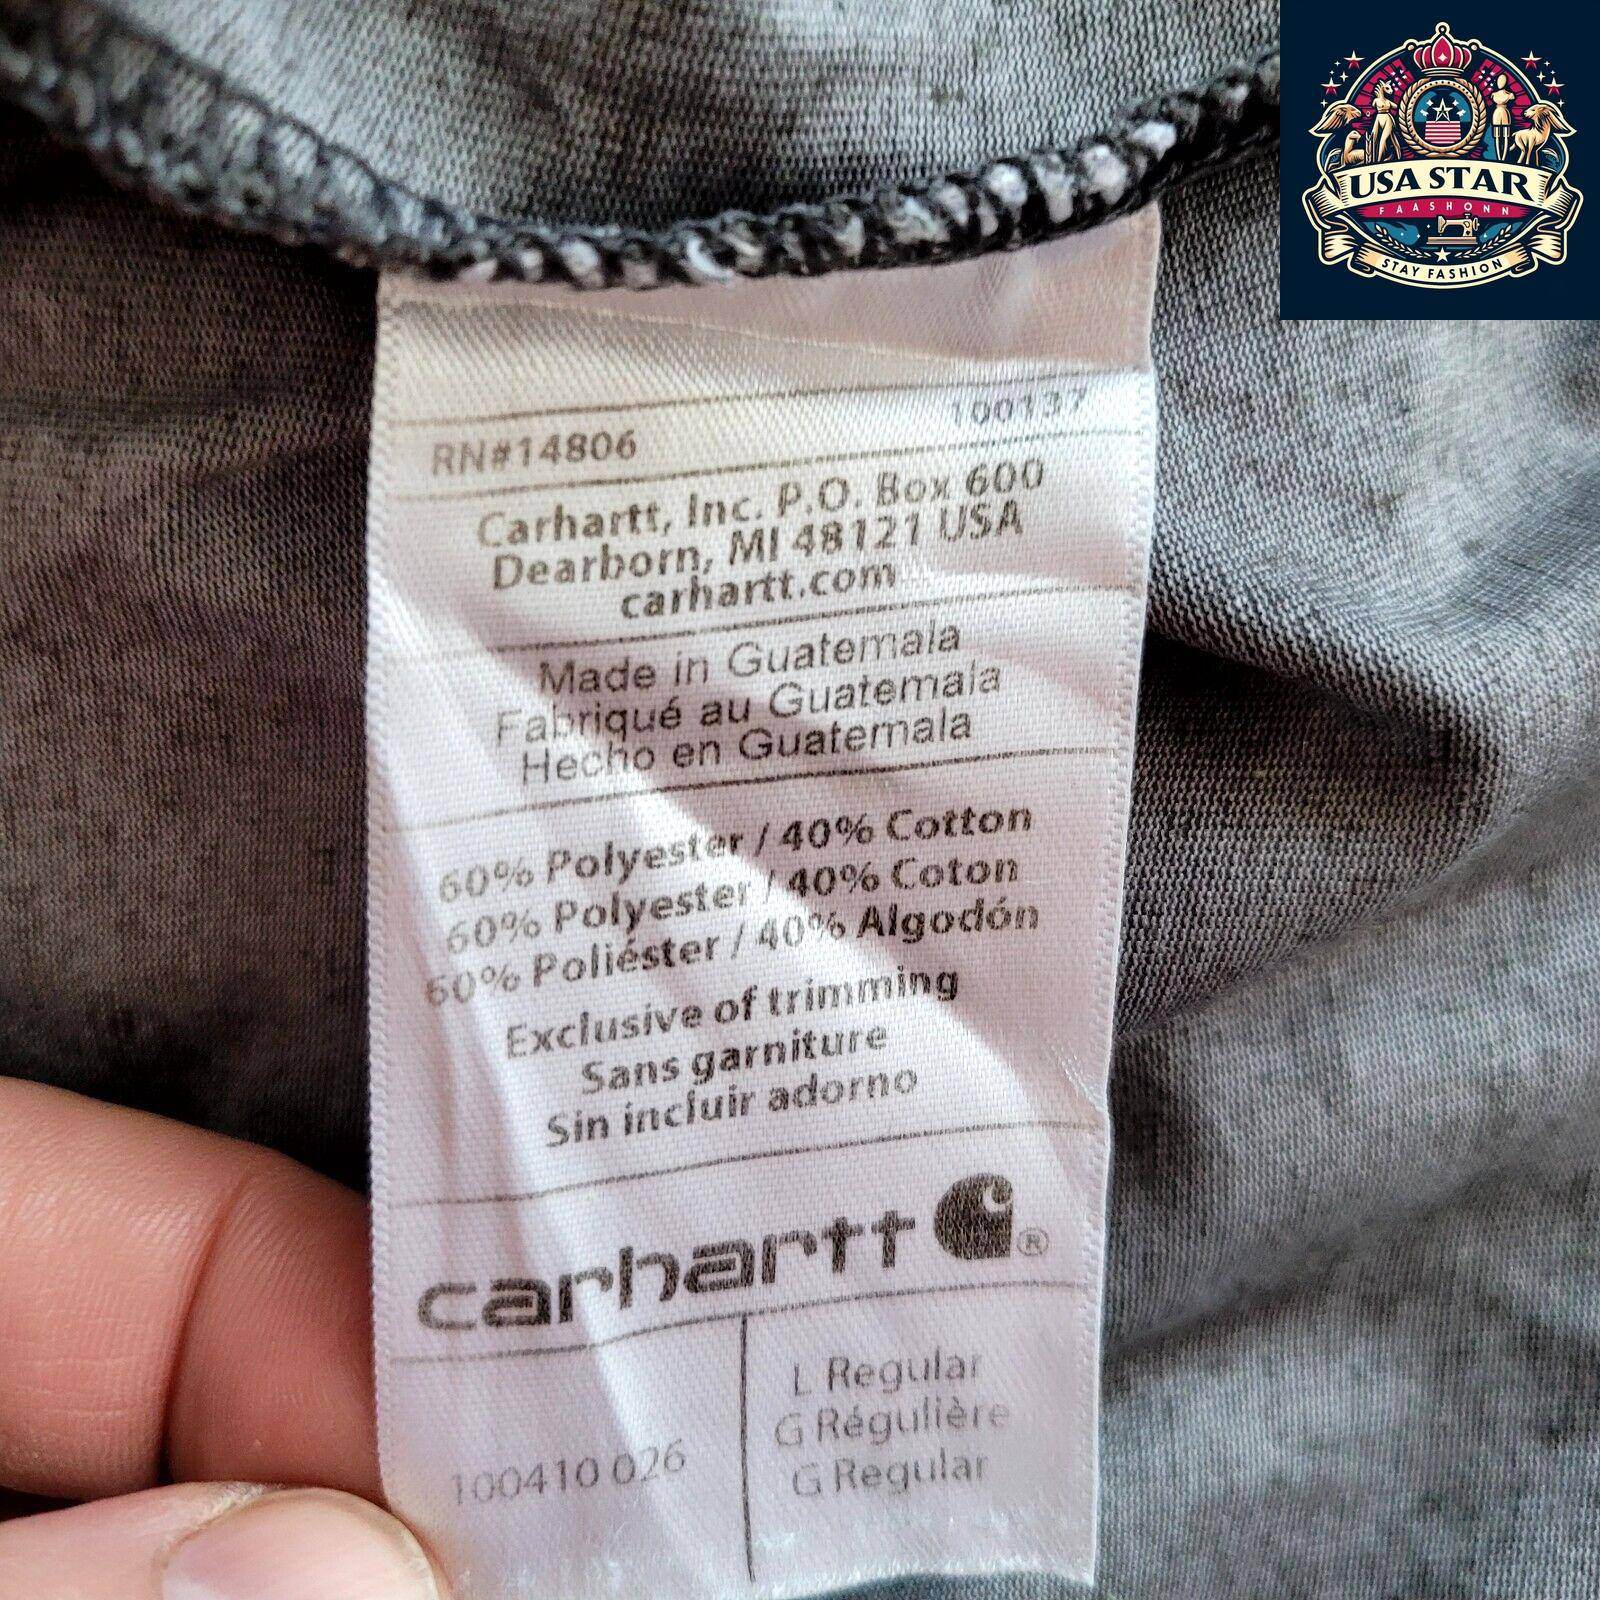 USA STAR
FAASHONN
STAY FASHION
100137
RN#14806
Carhartt, Inc. P.O. Box 600
Dearborn, MI 48121 USA
carhartt.com
Made in Guatemala
Fabriqué au Guatemala
Hecho en Guatemala
60% Polyester / 40% Cotton
60% Polyester / 40% Coton
60% Poliéster / 40% Algodón
Exclusive of trimming
Sans garniture
Sin incluir adorno
carhartt ®
100410 026
L Regular
G Régulière
G Regular